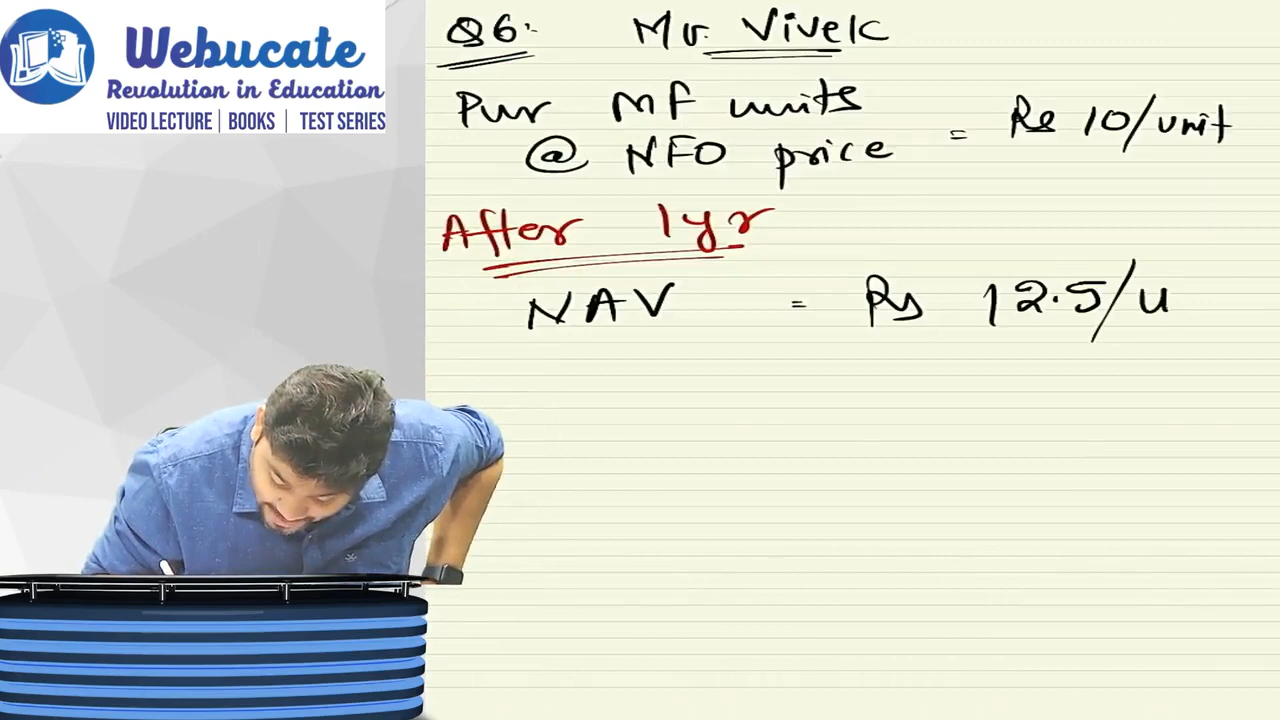 Webucate
Revolution in Education
VIDEO LECTURE | BOOKS | TEST SERIES
Q6:- Mr. Vivek
Pur MF units
@ NFO price = Rs 10/unit
After 1yr
NAV = Rs 12.5/u